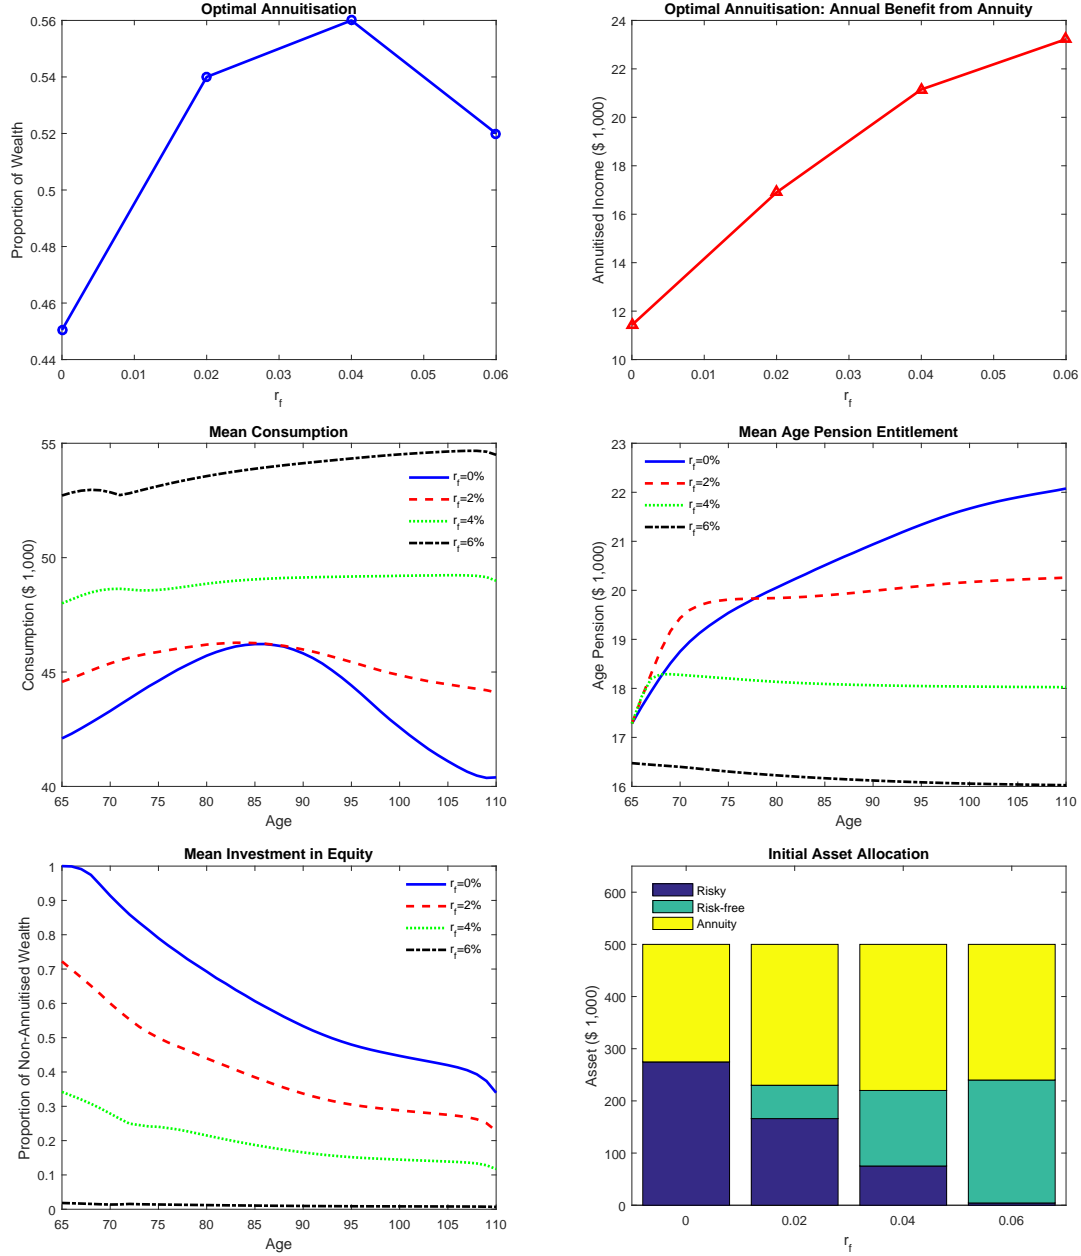 Optimal Annuitisation
0.56
0.54
0.52
0.5
0.48
0.46
0.44
Proportion of Wealth
0 0.01 0.02 0.03 0.04 0.05 0.06
r_f
Optimal Annuitisation: Annual Benefit from Annuity
24
22
20
18
16
14
12
10
Annuitised Income ($ 1,000)
0 0.01 0.02 0.03 0.04 0.05 0.06
r_f
Mean Consumption
55
50
45
40
Consumption ($ 1,000)
r_f=0%
r_f=2%
r_f=4%
r_f=6%
65 70 75 80 85 90 95 100 105 110
Age
Mean Age Pension Entitlement
23
22
21
20
19
18
17
16
Age Pension ($ 1,000)
r_f=0%
r_f=2%
r_f=4%
r_f=6%
65 70 75 80 85 90 95 100 105 110
Age
Mean Investment in Equity
1
0.9
0.8
0.7
0.6
0.5
0.4
0.3
0.2
0.1
0
Proportion of Non-Annuitised Wealth
r_f=0%
r_f=2%
r_f=4%
r_f=6%
65 70 75 80 85 90 95 100 105 110
Age
Initial Asset Allocation
600
500
400
300
200
100
0
Asset ($ 1,000)
Risky
Risk-free
Annuity
0 0.02 0.04 0.06
r_f